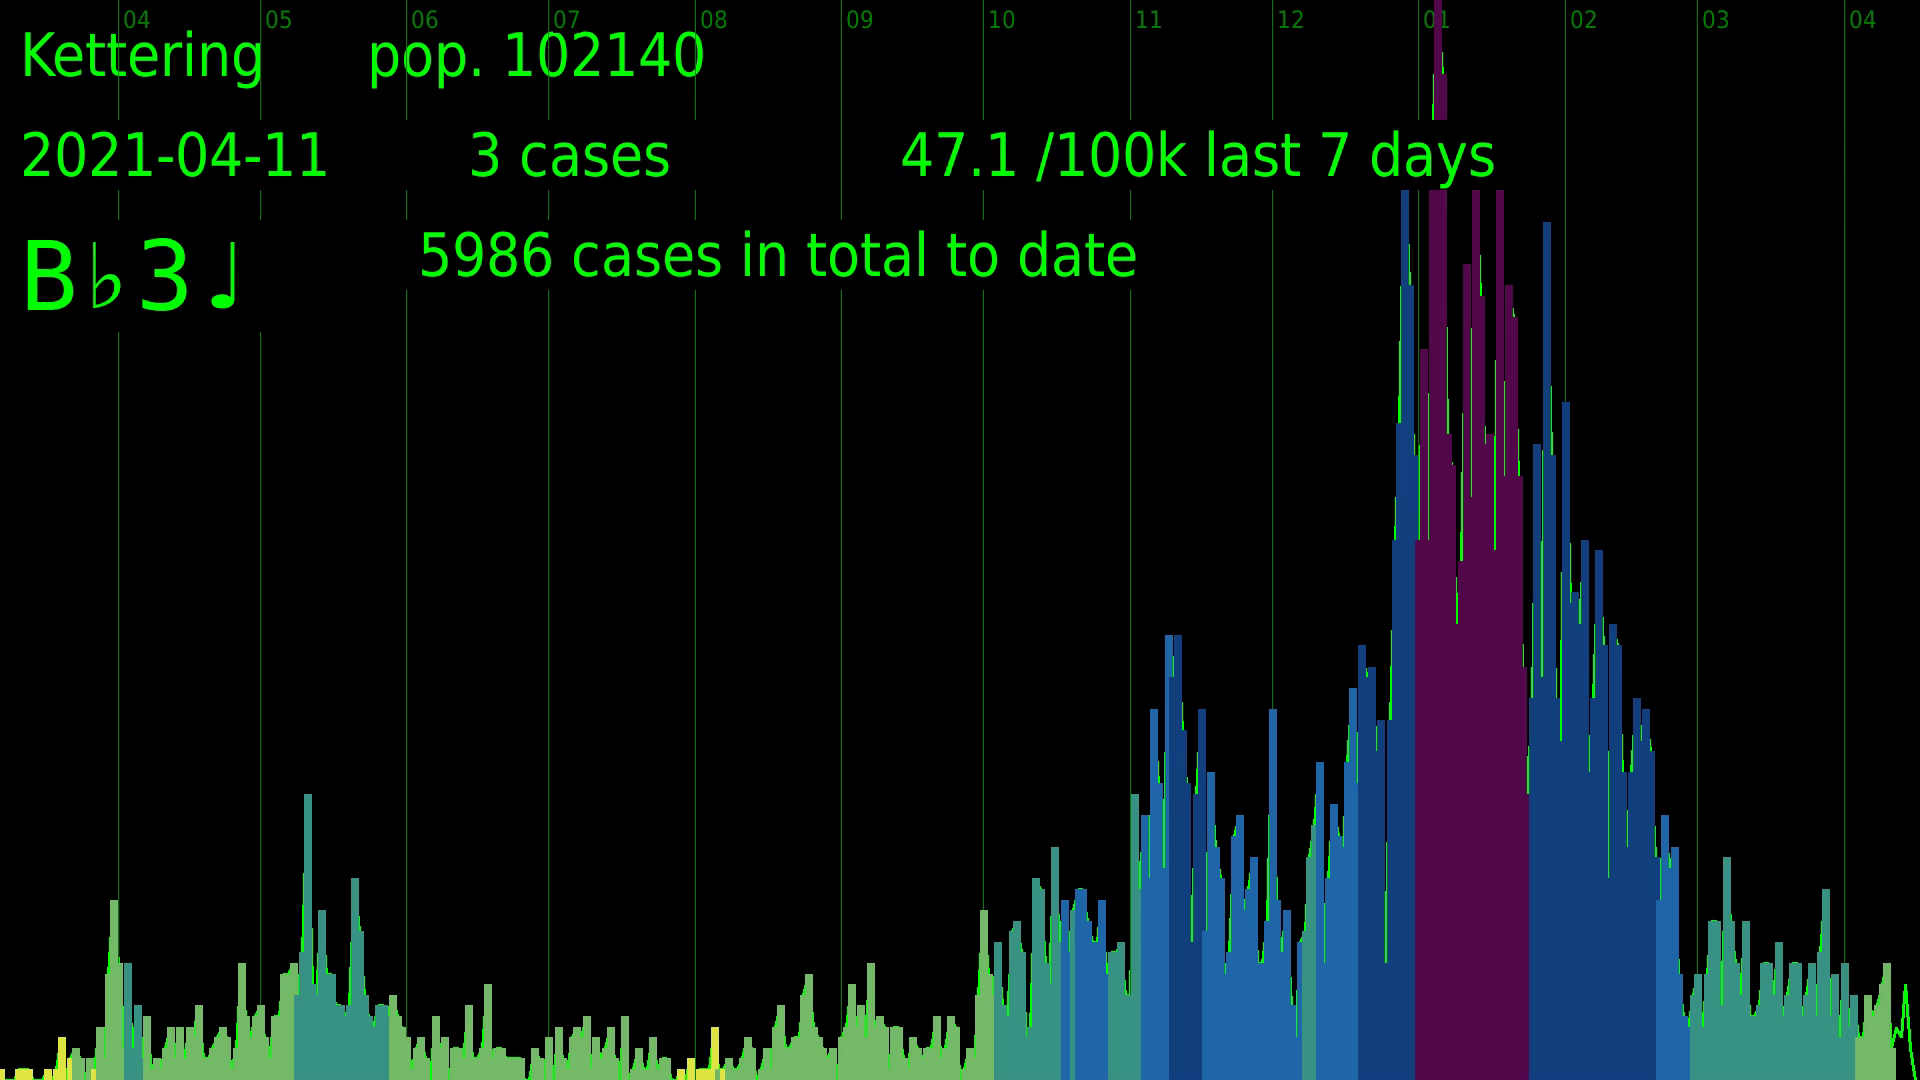 04 05 06 07 08 09 10 11 12 01 02 03 04
Kettering pop. 102140
2021-04-11 3 cases 47.1 /100k last 7 days
B♭3♩ 5986 cases in total to date